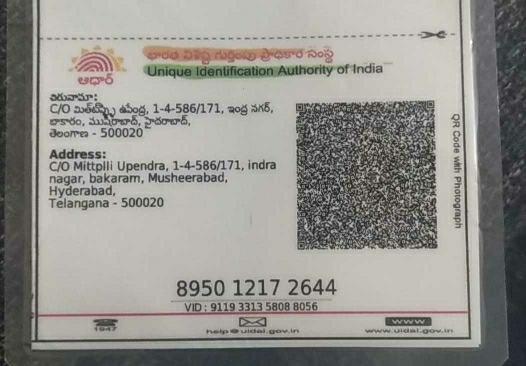 భారత విశిష్ట గుర్తింపు ప్రాధికార సంస్థ
Unique Identification Authority of India
ఆధార్
చిరునామా:
C/O ఉపేంద్ర, 1-4-586/171, ఇంద్ర నగర్,
బాకారం, ముషీరాబాద్, హైదరాబాద్,
తెలంగాణ - 500020
Address:
C/O Mittplli Upendra, 1-4-586/171, indra
nagar, bakaram, Musheerabad,
Hyderabad,
Telangana - 500020
QR Code with Photograph
8950 1217 2644
VID : 9119 3313 5808 8056
1947
help@uidai.gov.in
www
www.uidai.gov.in